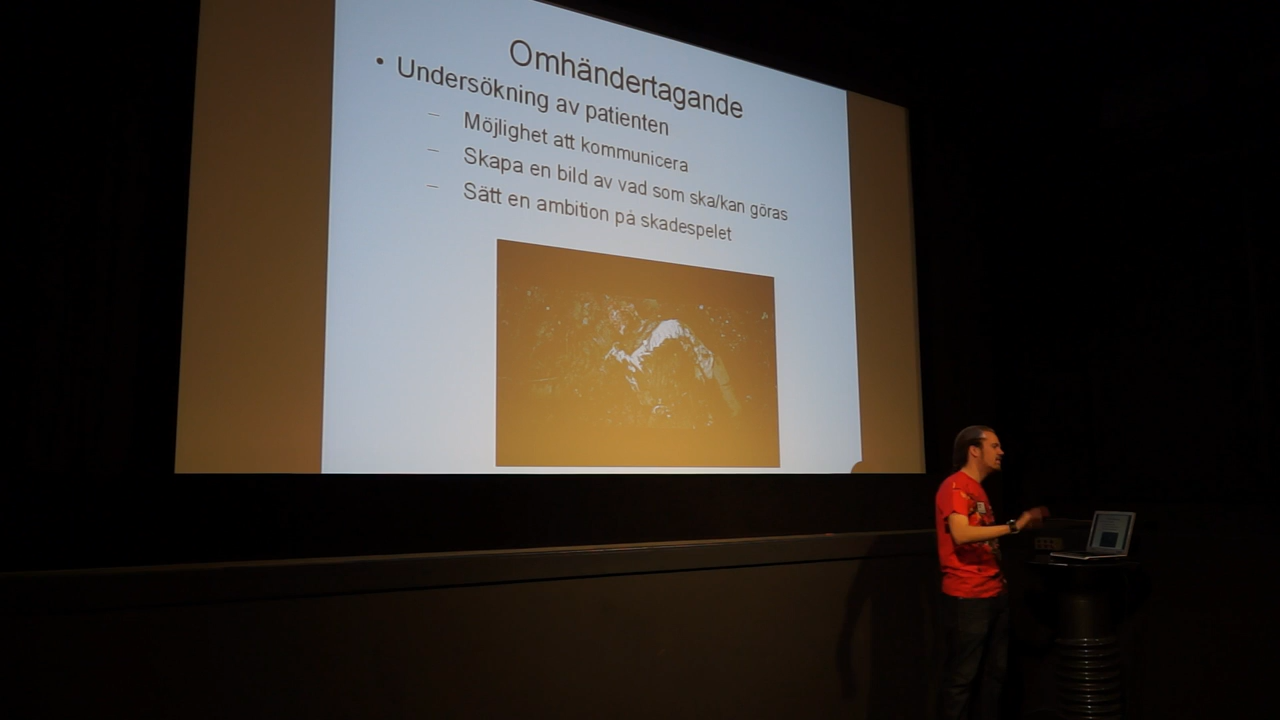 Omhändertagande
• Undersökning av patienten
– Möjlighet att kommunicera
– Skapa en bild av vad som ska/kan göras
– Sätt en ambition på skadespelet